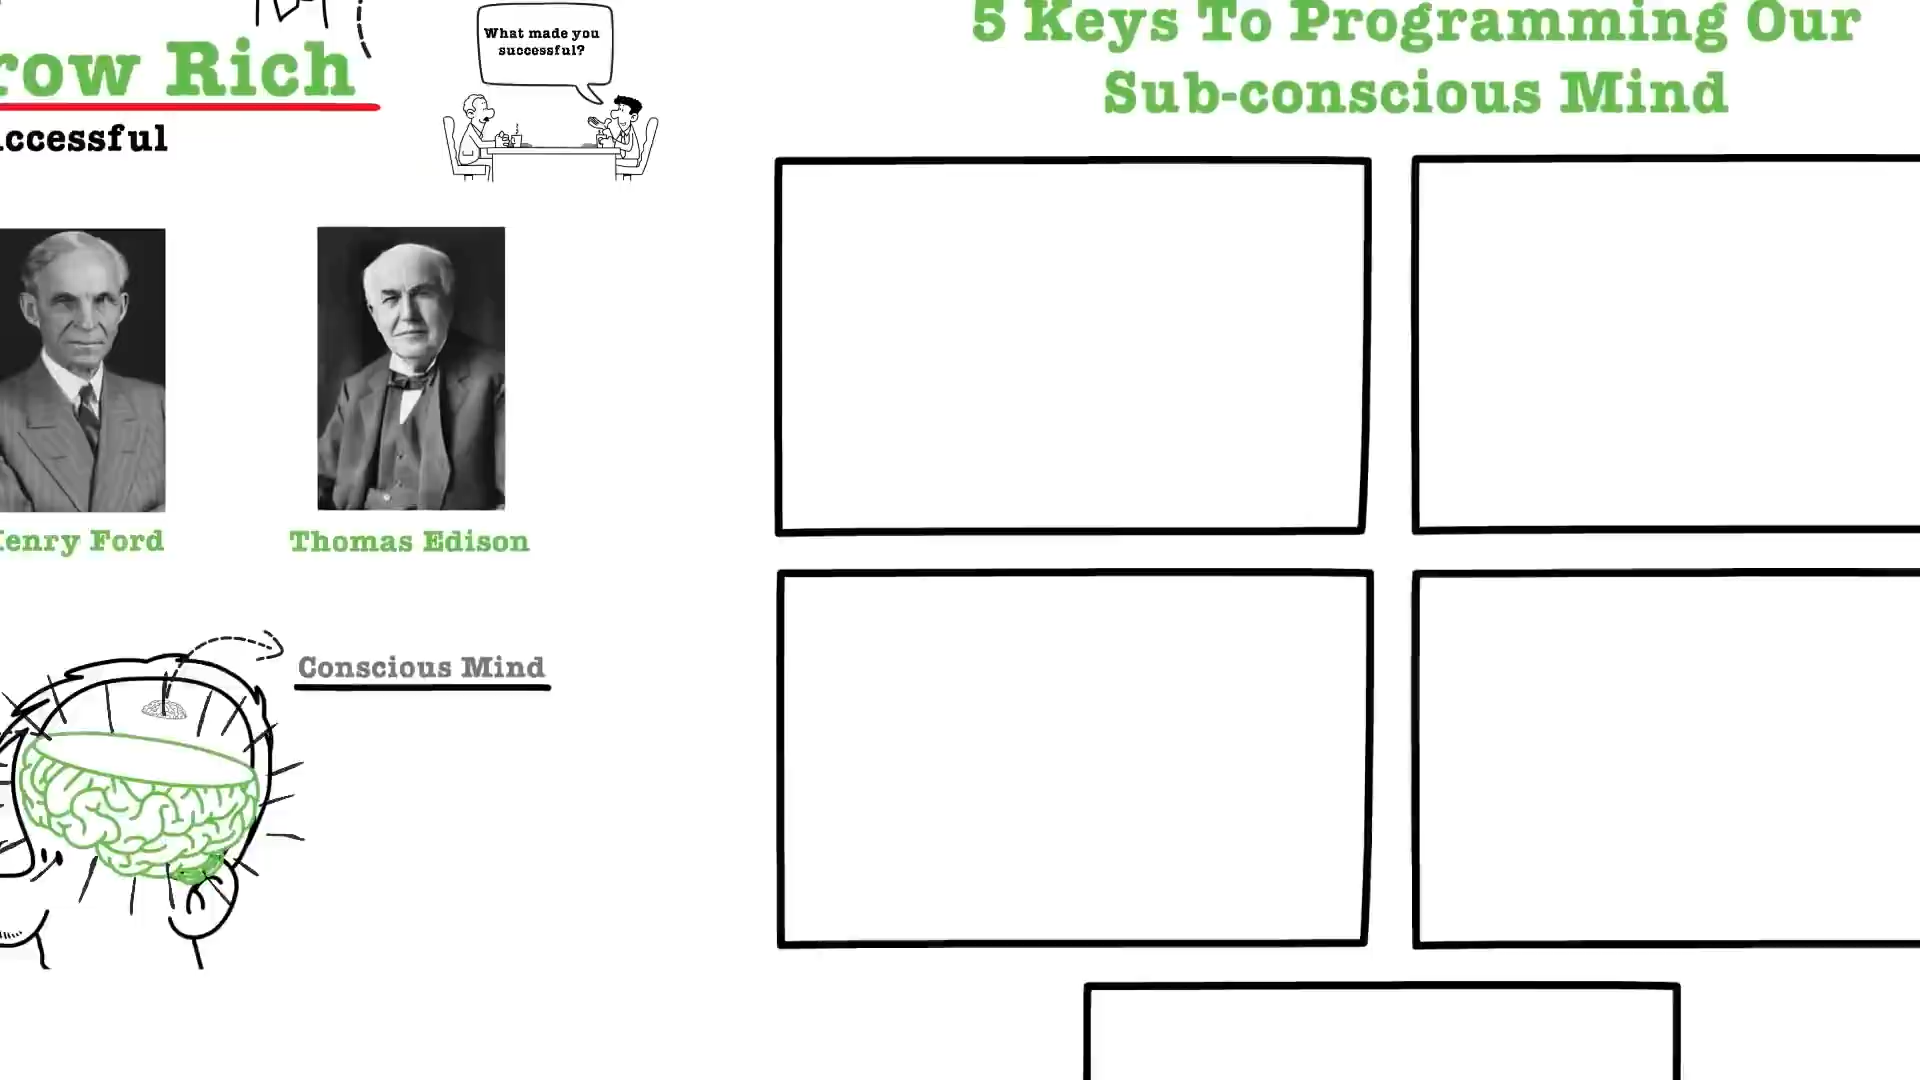 row Rich
ccessful
What made you
successful?
enry Ford
Thomas Edison
Conscious Mind
5 Keys To Programming Our
Sub-conscious Mind